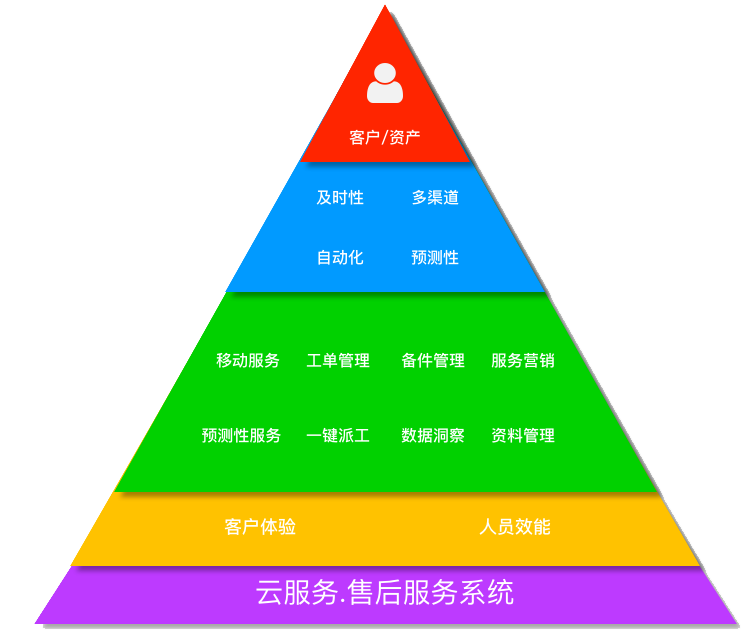 客户/资产
及时性 多渠道
自动化 预测性
移动服务 工单管理 备件管理 服务营销
预测性服务 一键派工 数据洞察 资料管理
客户体验 人员效能
云服务.售后服务系统